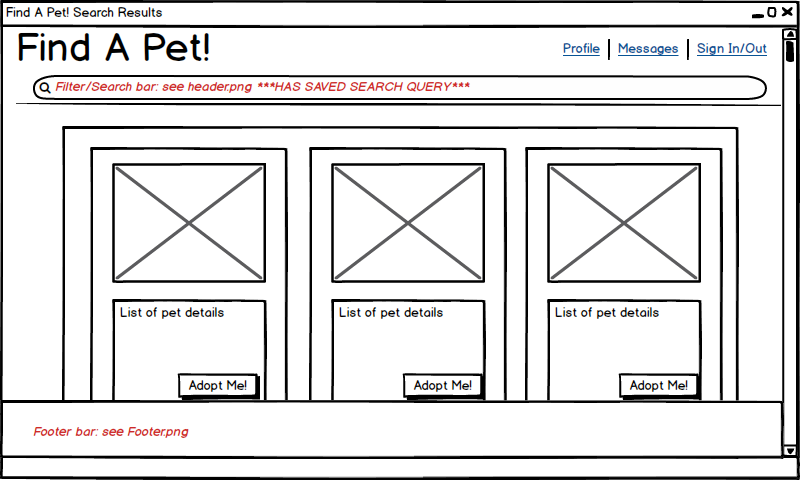 Find A Pet! Search Results
Find A Pet!
Profile
Messages
Sign In/Out
Filter/Search bar: see header.png ***HAS SAVED SEARCH QUERY***
List of pet details
List of pet details
List of pet details
Adopt Me!
Adopt Me!
Adopt Me!
Footer bar: see Footer.png